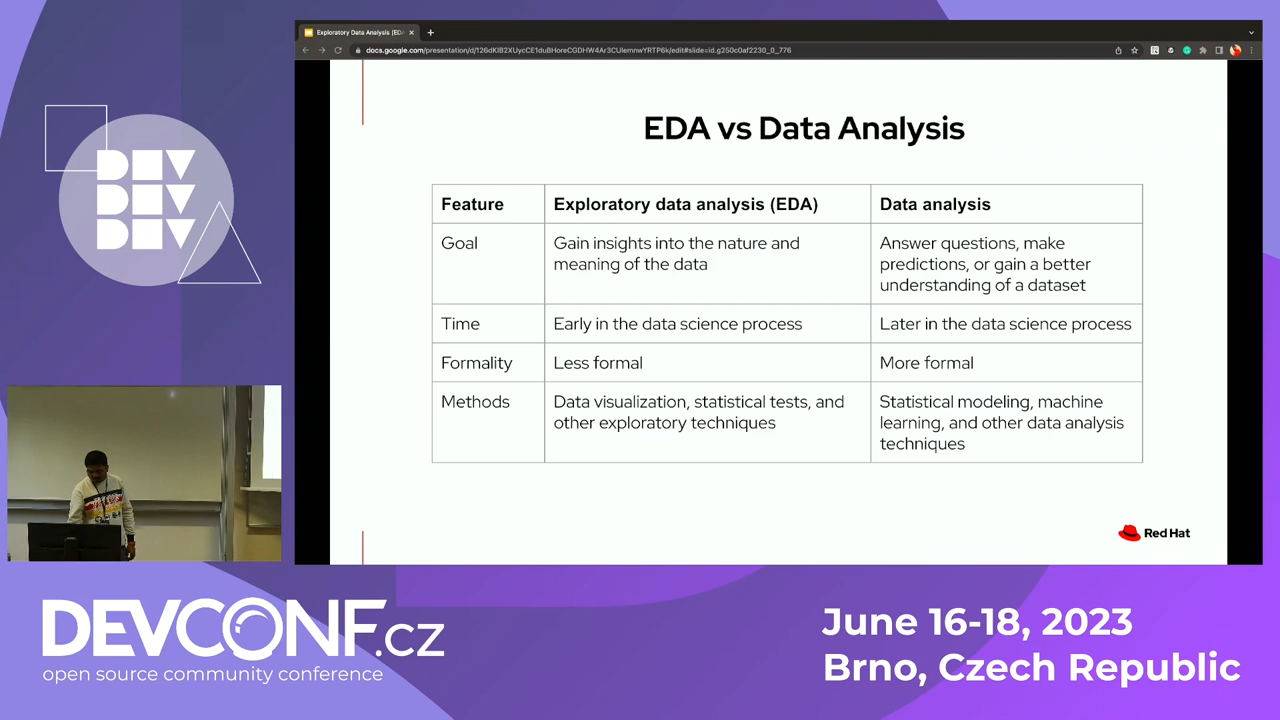 Exploratory Data Analysis (EDA
docs.google.com/presentation/d/126dKIB2XUycCE1duBHoreCGDHW4Ar3CUlemnwYRTP6k/edit#slide=id.g250c0af2230_0_776
DEV
DEV
DEV
EDA vs Data Analysis
Feature Exploratory data analysis (EDA) Data analysis
Goal Gain insights into the nature and Answer questions, make
meaning of the data predictions, or gain a better
understanding of a dataset
Time Early in the data science process Later in the data science process
Formality Less formal More formal
Methods Data visualization, statistical tests, and Statistical modeling, machine
other exploratory techniques learning, and other data analysis
techniques
Red Hat
DEVCONF.cz
open source community conference
June 16-18, 2023
Brno, Czech Republic